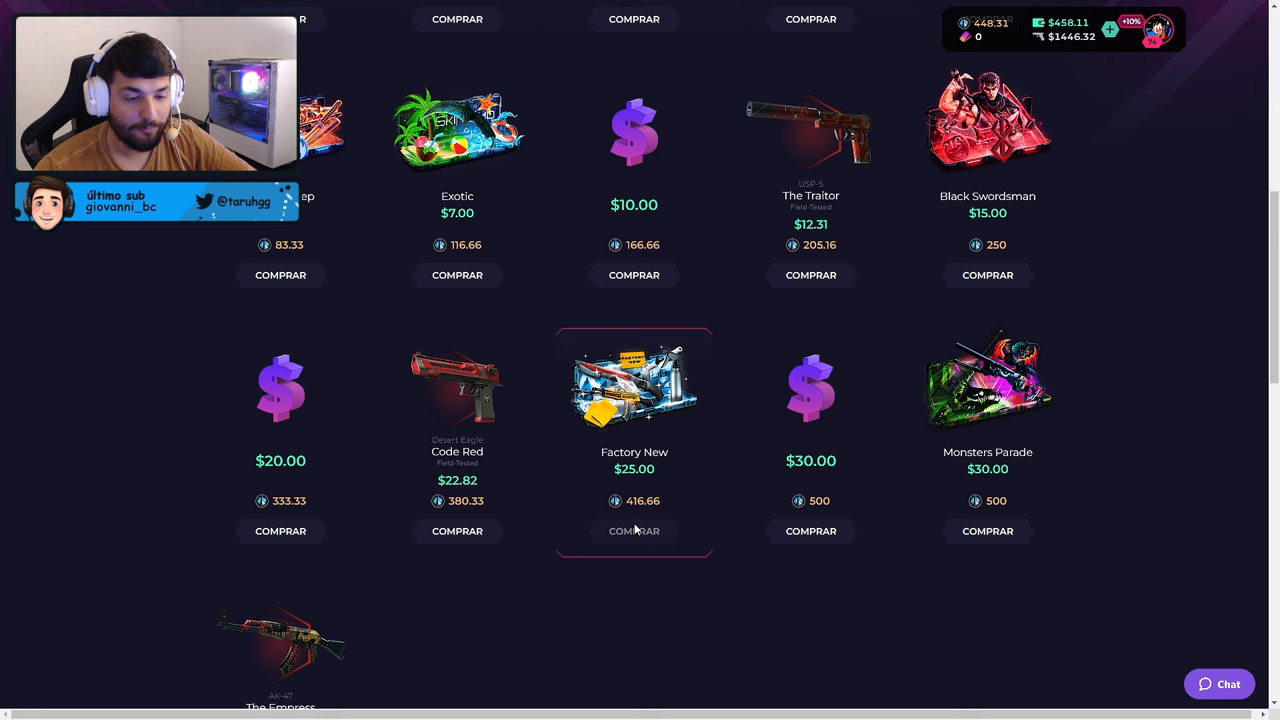 R
COMPRAR
COMPRAR
COMPRAR
448.31
$458.11
+10%
0
$1446.32
74
último sub
giovanni_bc
@taruhgg
ep
83.33
COMPRAR
Exotic
$7.00
116.66
COMPRAR
$10.00
166.66
COMPRAR
USP-S
The Traitor
Field-Tested
$12.31
205.16
COMPRAR
Black Swordsman
$15.00
250
COMPRAR
$20.00
333.33
COMPRAR
Desert Eagle
Code Red
Field-Tested
$22.82
380.33
COMPRAR
FACTORY
NEW
Factory New
$25.00
416.66
COMPRAR
$30.00
500
COMPRAR
Monsters Parade
$30.00
500
COMPRAR
AK-47
The Empress
Chat